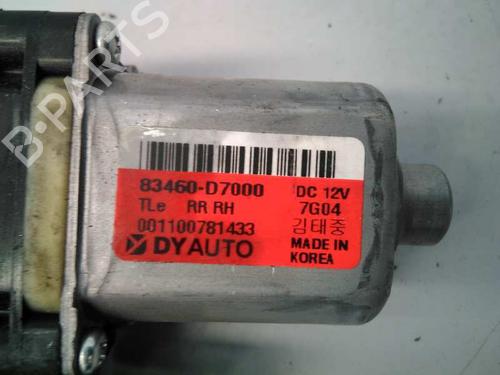 B-PARTS
83460-D7000 DC 12V
TLe RR RH 7G04
001100781433 김태중
DYAUTO MADE IN
KOREA